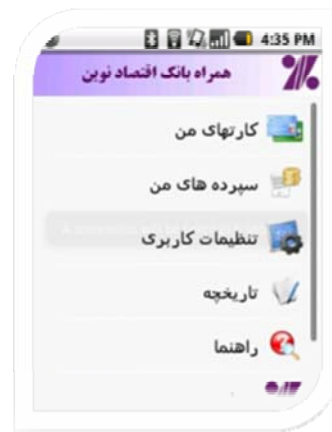 4:35 PM
همراه بانک اقتصاد نوین
کارتهای من
سپرده های من
تنظیمات کاربری
تاریخچه
راهنما